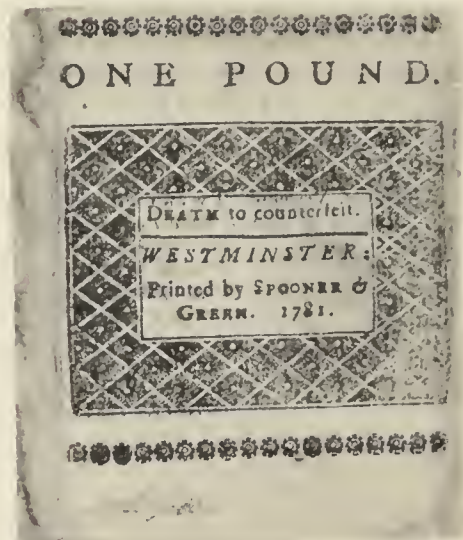 ONE POUND.
DEATH to counterfeit.
WESTMINSTER:
Printed by SPOONER &
GREEN. 1781.